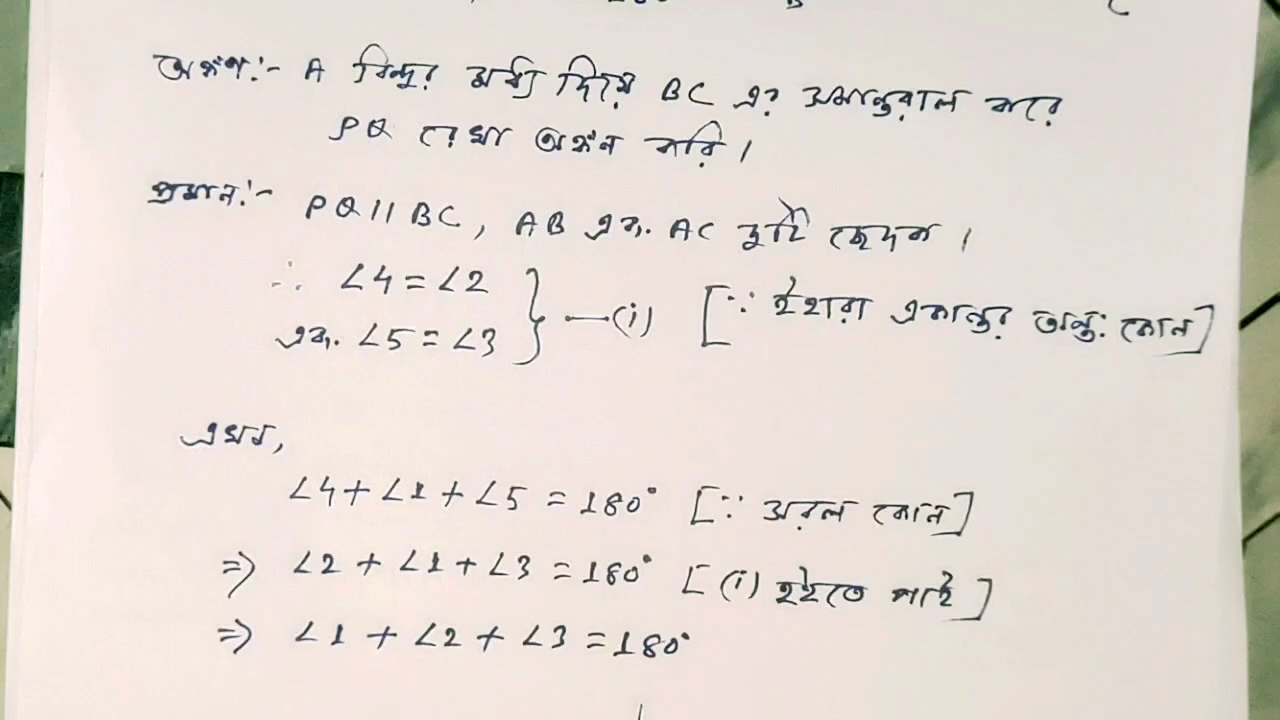 অঙ্কণ:- A বিন্দুর মধ্য দিয়ে BC এর সমান্তরাল করে
PQ রেখা অঙ্কন করি।
প্রমান:- PQ || BC, AB এবং AC দুটি ছেদক।
∴ ∠4 = ∠2
এবং ∠5 = ∠3 } —(i) [∵ ইহারা একান্তর অন্ত: কোন]
এখন,
∠4 + ∠1 + ∠5 = 180° [∵ সরল কোন]
=> ∠2 + ∠1 + ∠3 = 180° [(i) হইতে পাই]
=> ∠1 + ∠2 + ∠3 = 180°